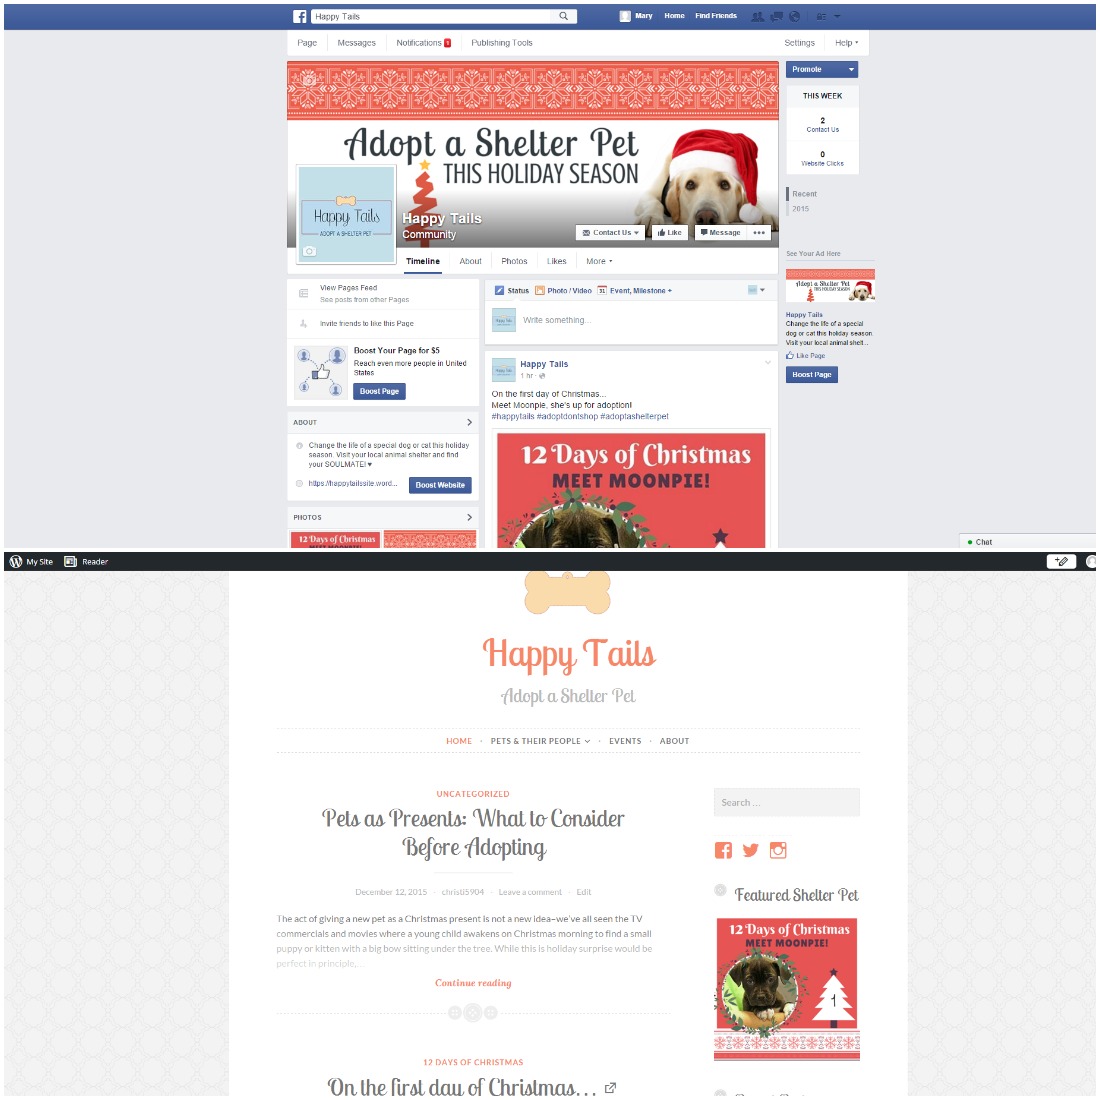 Happy Tails
Mary Home Find Friends
Page Messages Notifications 1 Publishing Tools Settings Help
Promote
THIS WEEK
2
Contact Us
0
Website Clicks
Recent
2015
Adopt a Shelter Pet
THIS HOLIDAY SEASON
Happy Tails
ADOPT A SHELTER PET
Happy Tails
Community
Contact Us Like Message •••
Timeline About Photos Likes More
View Pages Feed
See posts from other Pages
Invite friends to like this Page
Boost Your Page for $5
Reach even more people in United
States
Boost Page
ABOUT
Change the life of a special dog or cat this holiday
season. Visit your local animal shelter and find
your SOULMATE! ♥
https://happytailssite.word...
Boost Website
PHOTOS
12 Days of Christmas
Status Photo / Video 31 Event, Milestone +
Write something...
Happy Tails
1 hr ·
On the first day of Christmas...
Meet Moonpie, she's up for adoption!
#happytails #adoptdontshop #adoptashelterpet
12 Days of Christmas
MEET MOONPIE!
See Your Ad Here
Adopt a Shelter Pet
THIS HOLIDAY SEASON
Happy Tails
Change the life of a special
dog or cat this holiday season.
Visit your local animal shelt...
Like Page
Boost Page
Chat
My Site Reader
Happy Tails
Adopt a Shelter Pet
HOME · PETS & THEIR PEOPLE · EVENTS · ABOUT
UNCATEGORIZED
Pets as Presents: What to Consider
Before Adopting
December 12, 2015 · christi5904 · Leave a comment · Edit
The act of giving a new pet as a Christmas present is not a new idea–we've all seen the TV
commercials and movies where a young child awakens on Christmas morning to find a small
puppy or kitten with a big bow sitting under the tree. While this is holiday surprise would be
perfect in principle,…
Continue reading
12 DAYS OF CHRISTMAS
On the first day of Christmas…
Search …
Featured Shelter Pet
12 Days of Christmas
MEET MOONPIE!
1